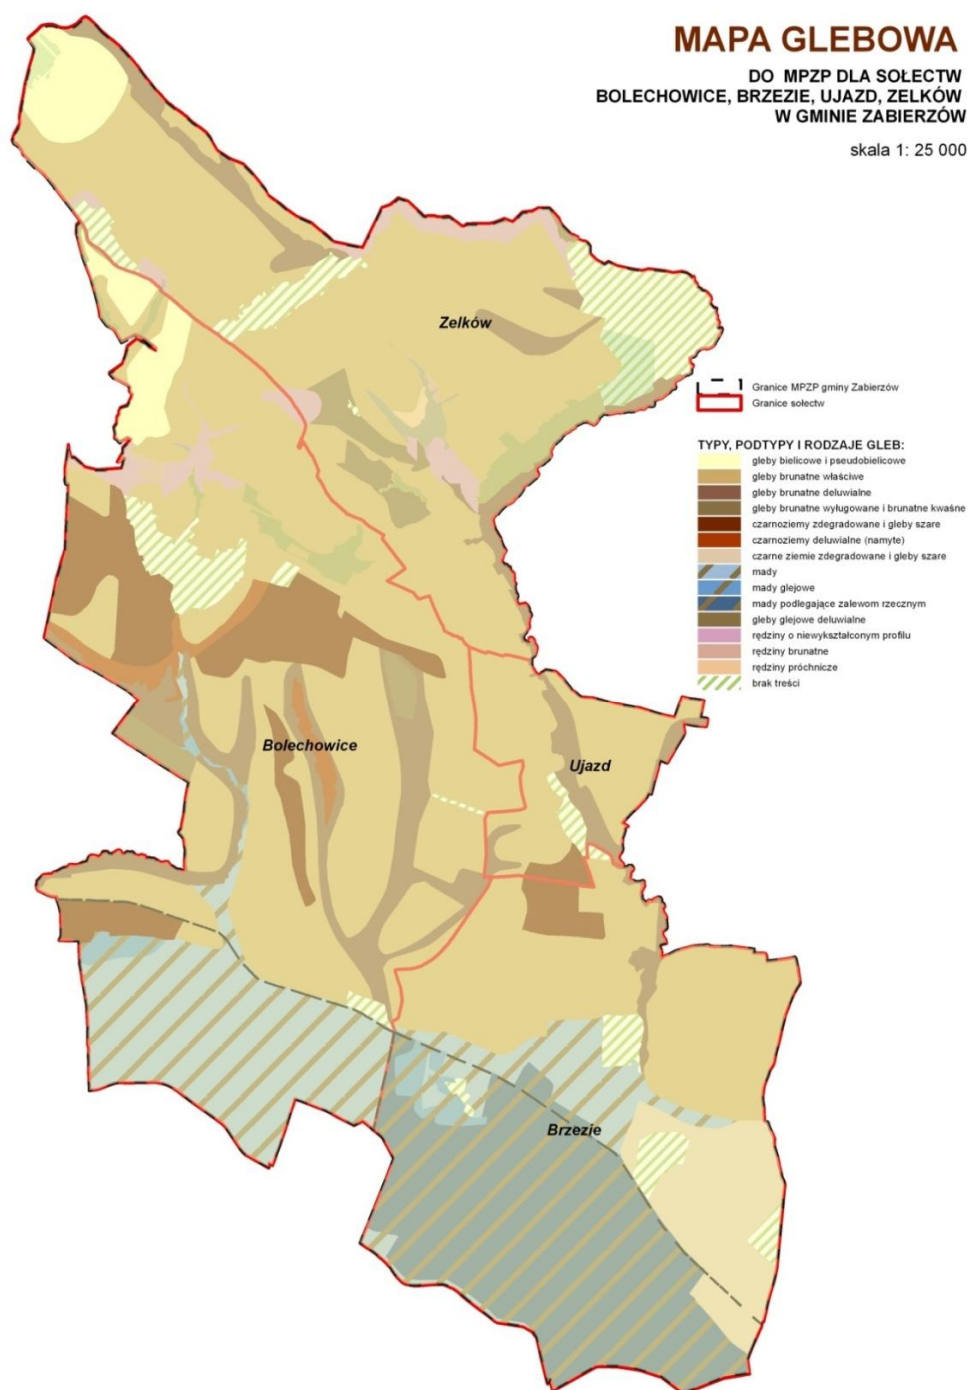 MAPA GLEBOWA
DO MPZP DLA SOŁECTW
BOLECHOWICE, BRZEZIE, UJAZD, ZELKÓW
W GMINIE ZABIERZÓW
skala 1: 25 000
Zelków
Granice MPZP gminy Zabierzów
Granice sołectw
TYPY, PODTYPY I RODZAJE GLEB:
gleby bielicowe i pseudobielicowe
gleby brunatne właściwe
gleby brunatne deluwialne
gleby brunatne wyługowane i brunatne kwaśne
czarnoziemy zdegradowane i gleby szare
czarnoziemy deluwialne (namyte)
czarne ziemie zdegradowane i gleby szare
mady
mady glejowe
mady podlegające zalewom rzecznym
gleby glejowe deluwialne
rędziny o niewykształconym profilu
rędziny brunatne
rędziny próchnicze
brak treści
Bolechowice
Ujazd
Brzezie